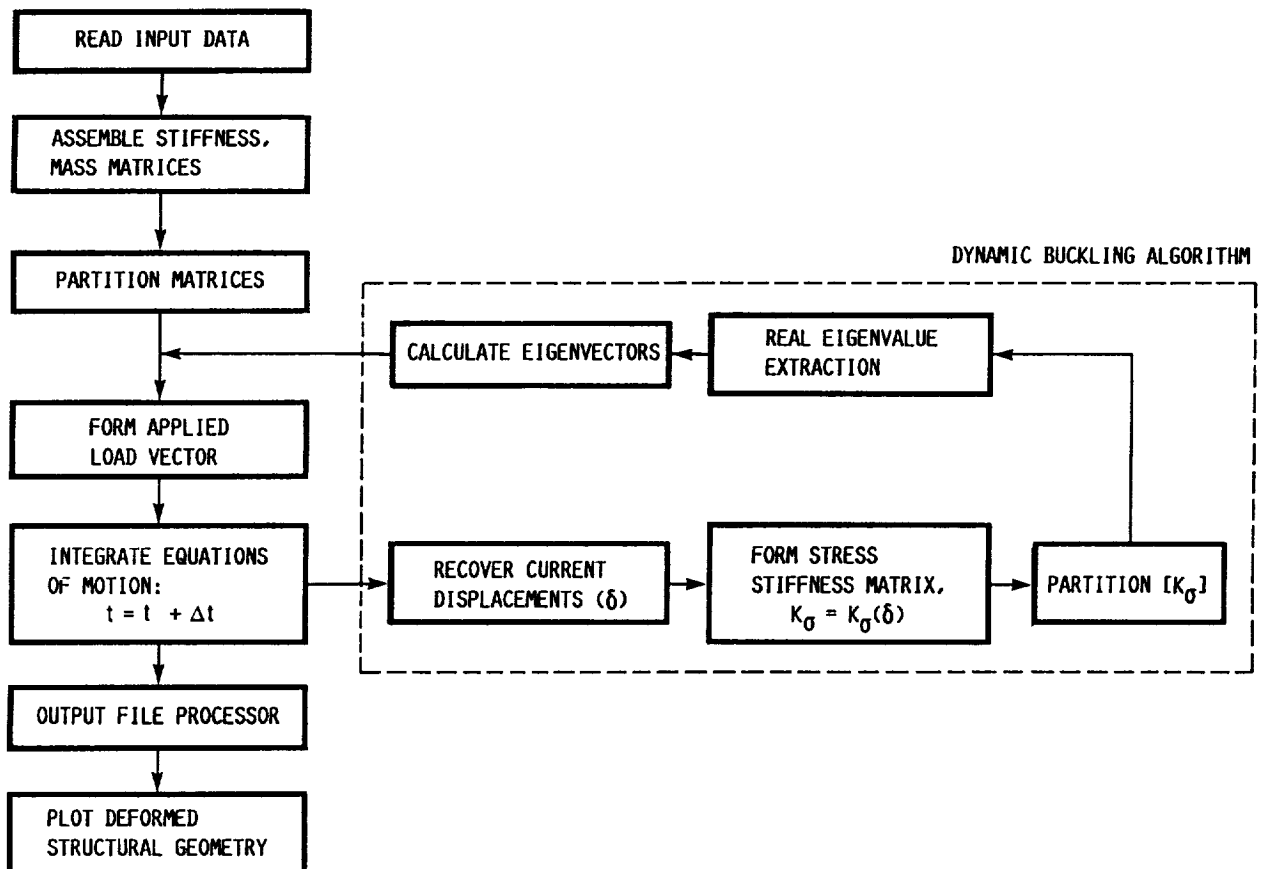 READ INPUT DATA
ASSEMBLE STIFFNESS,
MASS MATRICES
PARTITION MATRICES
DYNAMIC BUCKLING ALGORITHM
CALCULATE EIGENVECTORS
REAL EIGENVALUE
EXTRACTION
FORM APPLIED
LOAD VECTOR
INTEGRATE EQUATIONS
OF MOTION:
t = t + Δt
RECOVER CURRENT
DISPLACEMENTS (δ)
FORM STRESS
STIFFNESS MATRIX,
Kσ = Kσ(δ)
PARTITION [Kσ]
OUTPUT FILE PROCESSOR
PLOT DEFORMED
STRUCTURAL GEOMETRY